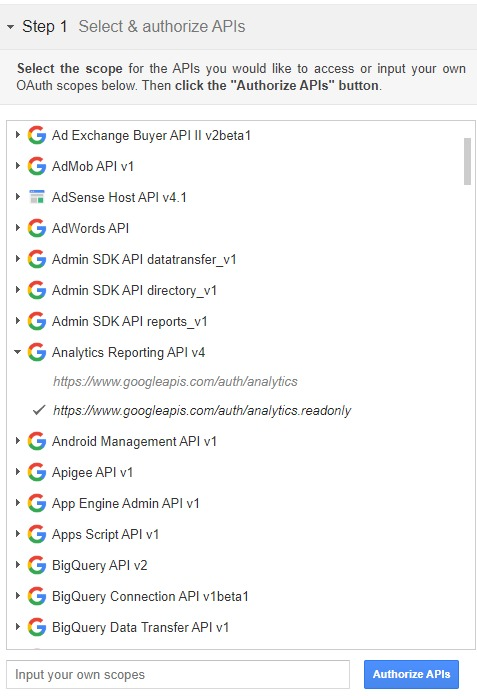 Step 1 Select & authorize APIs
Select the scope for the APIs you would like to access or input your own
OAuth scopes below. Then click the "Authorize APIs" button.
Ad Exchange Buyer API II v2beta1
AdMob API v1
AdSense Host API v4.1
AdWords API
Admin SDK API datatransfer_v1
Admin SDK API directory_v1
Admin SDK API reports_v1
Analytics Reporting API v4
https://www.googleapis.com/auth/analytics
https://www.googleapis.com/auth/analytics.readonly
Android Management API v1
Apigee API v1
App Engine Admin API v1
Apps Script API v1
BigQuery API v2
BigQuery Connection API v1beta1
BigQuery Data Transfer API v1
Input your own scopes
Authorize APIs